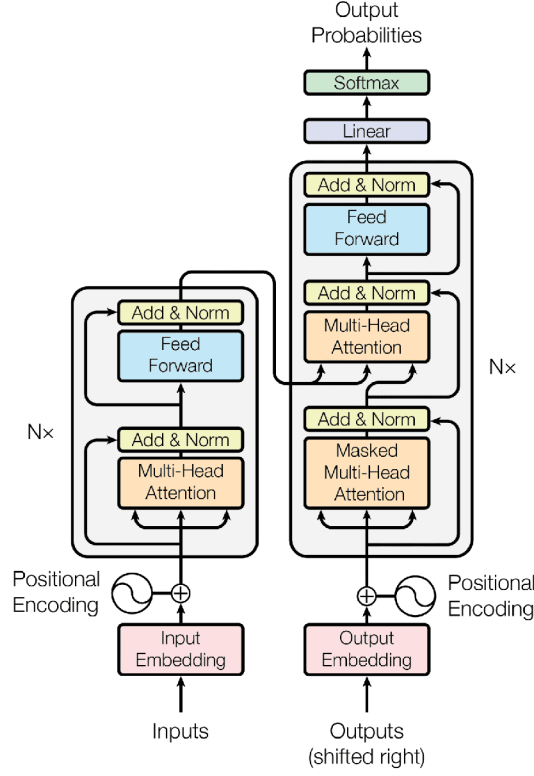 Output
Probabilities
Softmax
Linear
Add & Norm
Feed
Forward
Add & Norm
Multi-Head
Attention
Add & Norm
Masked
Multi-Head
Attention
N×
Add & Norm
Feed
Forward
Add & Norm
Multi-Head
Attention
N×
Positional
Encoding
Positional
Encoding
Input
Embedding
Output
Embedding
Inputs
Outputs
(shifted right)